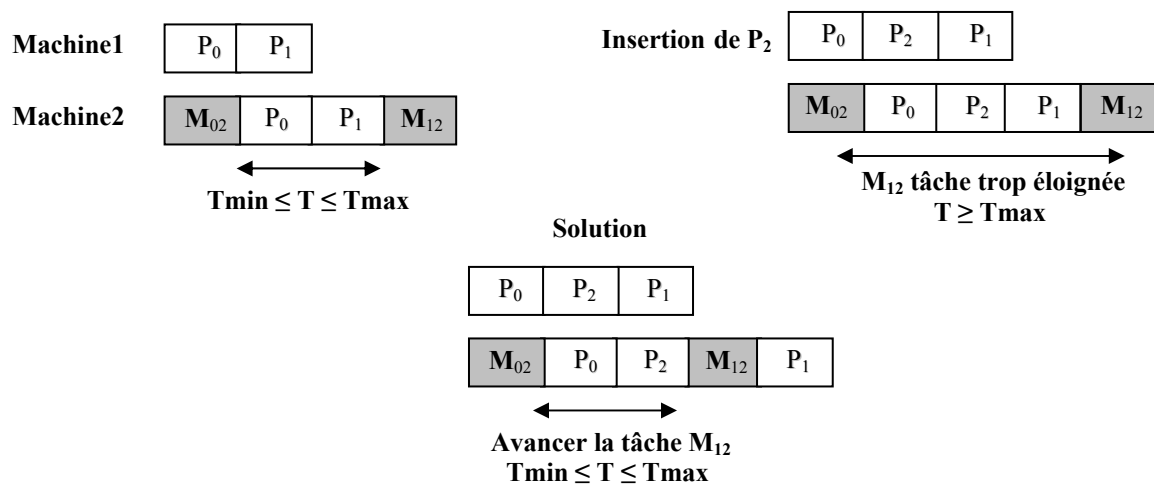 Machine1 P₀ P₁
Machine2 M₀₂ P₀ P₁ M₁₂
Tmin ≤ T ≤ Tmax
Insertion de P₂ P₀ P₂ P₁
M₀₂ P₀ P₂ P₁ M₁₂
M₁₂ tâche trop éloignée
T ≥ Tmax
Solution
P₀ P₂ P₁
M₀₂ P₀ P₂ M₁₂ P₁
Avancer la tâche M₁₂
Tmin ≤ T ≤ Tmax